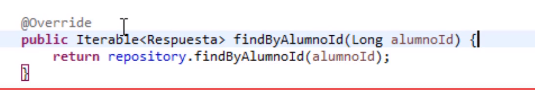 @Override
public Iterable<Respuesta> findByAlumnoId(Long alumnoId) {
    return repository.findByAlumnoId(alumnoId);
}